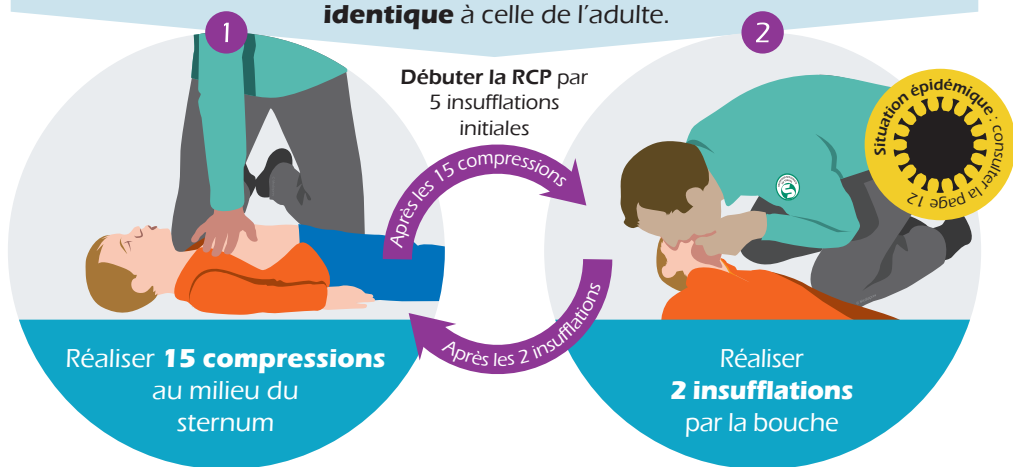 identique à celle de l'adulte.
1
2
Débuter la RCP par
5 insufflations
initiales
Situation épidémique : consulter la page 12
Après les 15 compressions
Après les 2 insufflations
Réaliser 15 compressions
au milieu du
sternum
Réaliser
2 insufflations
par la bouche